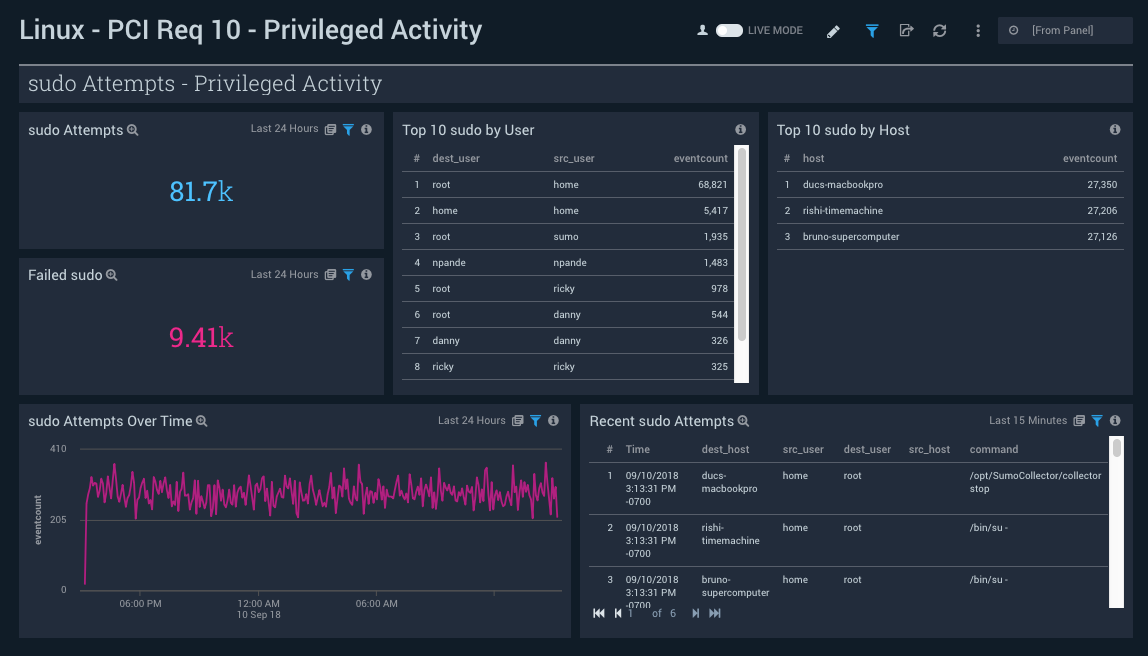 Linux - PCI Req 10 - Privileged Activity
LIVE MODE
[From Panel]
sudo Attempts - Privileged Activity
sudo Attempts
Last 24 Hours
81.7k
Failed sudo
Last 24 Hours
9.41k
Top 10 sudo by User
# dest_user src_user eventcount
1 root home 68,821
2 home home 5,417
3 root sumo 1,935
4 npande npande 1,483
5 root ricky 978
6 root danny 544
7 danny danny 326
8 ricky ricky 325
Top 10 sudo by Host
# host eventcount
1 ducs-macbookpro 27,350
2 rishi-timemachine 27,206
3 bruno-supercomputer 27,126
sudo Attempts Over Time
Last 24 Hours
410
205
0
eventcount
06:00 PM 12:00 AM 06:00 AM
10 Sep 18
Recent sudo Attempts
Last 15 Minutes
# Time dest_host src_user dest_user src_host command
1 09/10/2018 ducs- home root /opt/SumoCollector/collector
3:13:31 PM macbookpro stop
-0700
2 09/10/2018 rishi- home root /bin/su -
3:13:31 PM timemachine
-0700
3 09/10/2018 bruno- home root /bin/su -
3:13:31 PM supercomputer
-0700
1 of 6